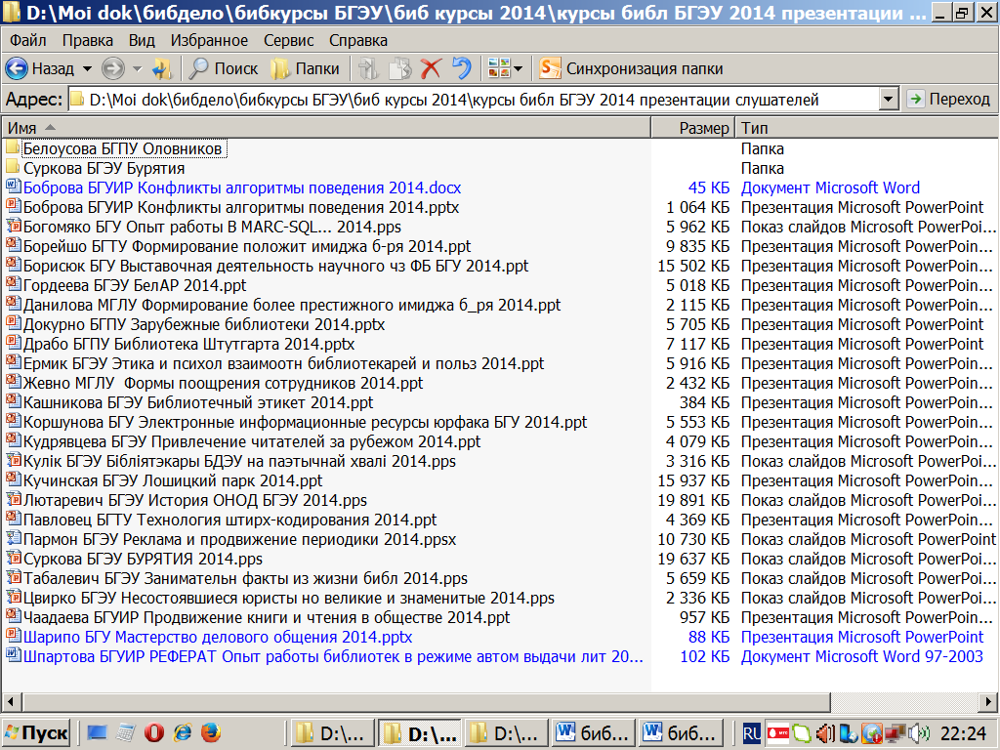 D:\Moi dok\бибдело\бибкурсы БГЭУ\биб курсы 2014\курсы библ БГЭУ 2014 презентации ...
Файл Правка Вид Избранное Сервис Справка
Назад Поиск Папки Синхронизация папки
Адрес: D:\Moi dok\бибдело\бибкурсы БГЭУ\биб курсы 2014\курсы библ БГЭУ 2014 презентации слушателей Переход
Имя Размер Тип
Белоусова БГПУ Оловников Папка
Суркова БГЭУ Бурятия Папка
Боброва БГУИР Конфликты алгоритмы поведения 2014.docx 45 КБ Документ Microsoft Word
Боброва БГУИР Конфликты алгоритмы поведения 2014.pptx 1 064 КБ Презентация Microsoft PowerPoint
Богомяко БГУ Опыт работы В MARC-SQL... 2014.pps 5 962 КБ Показ слайдов Microsoft PowerPoi...
Борейшо БГТУ Формирование положит имиджа б-ря 2014.ppt 9 835 КБ Презентация Microsoft PowerPoin...
Борисюк БГУ Выставочная деятельность научного чз ФБ БГУ 2014.ppt 15 502 КБ Презентация Microsoft PowerPoin...
Гордеева БГЭУ БелАР 2014.ppt 5 018 КБ Презентация Microsoft PowerPoin...
Данилова МГЛУ Формирование более престижного имиджа б_ря 2014.ppt 2 115 КБ Презентация Microsoft PowerPoin...
Докурно БГПУ Зарубежные библиотеки 2014.pptx 5 705 КБ Презентация Microsoft PowerPoint
Драбо БГПУ Библиотека Штутгарта 2014.pptx 7 117 КБ Презентация Microsoft PowerPoint
Ермик БГЭУ Этика и психол взаимоотн библиотекарей и польз 2014.ppt 5 916 КБ Презентация Microsoft PowerPoin...
Жевно МГЛУ Формы поощрения сотрудников 2014.ppt 2 432 КБ Презентация Microsoft PowerPoin...
Кашникова БГЭУ Библиотечный этикет 2014.ppt 384 КБ Презентация Microsoft PowerPoin...
Коршунова БГУ Электронные информационные ресурсы юрфака БГУ 2014.ppt 5 553 КБ Презентация Microsoft PowerPoin...
Кудрявцева БГЭУ Привлечение читателей за рубежом 2014.ppt 4 079 КБ Презентация Microsoft PowerPoin...
Кулік БГЭУ Бібліятэкары БДЭУ на паэтычнай хвалі 2014.pps 3 316 КБ Показ слайдов Microsoft PowerPoi...
Кучинская БГЭУ Лошицкий парк 2014.ppt 15 937 КБ Презентация Microsoft PowerPoin...
Лютаревич БГЭУ История ОНОД БГЭУ 2014.pps 19 891 КБ Показ слайдов Microsoft PowerPoi...
Павловец БГТУ Технология штирх-кодирования 2014.ppt 4 369 КБ Презентация Microsoft PowerPoin...
Пармон БГЭУ Реклама и продвижение периодики 2014.ppsx 10 730 КБ Показ слайдов Microsoft PowerPoint
Суркова БГЭУ БУРЯТИЯ 2014.pps 19 637 КБ Показ слайдов Microsoft PowerPoi...
Табалевич БГЭУ Занимательн факты из жизни библ 2014.pps 5 659 КБ Показ слайдов Microsoft PowerPoi...
Цвирко БГЭУ Несостоявшиеся юристы но великие и знаменитые 2014.pps 2 336 КБ Показ слайдов Microsoft PowerPoi...
Чаадаева БГУИР Продвижение книги и чтения в обществе 2014.ppt 957 КБ Презентация Microsoft PowerPoin...
Шарипо БГУ Мастерство делового общения 2014.pptx 88 КБ Презентация Microsoft PowerPoint
Шпартова БГУИР РЕФЕРАТ Опыт работы библиотек в режиме автом выдачи лит 20... 102 КБ Документ Microsoft Word 97-2003
Пуск D:\... D:\... D:\... биб... биб... RU 22:24